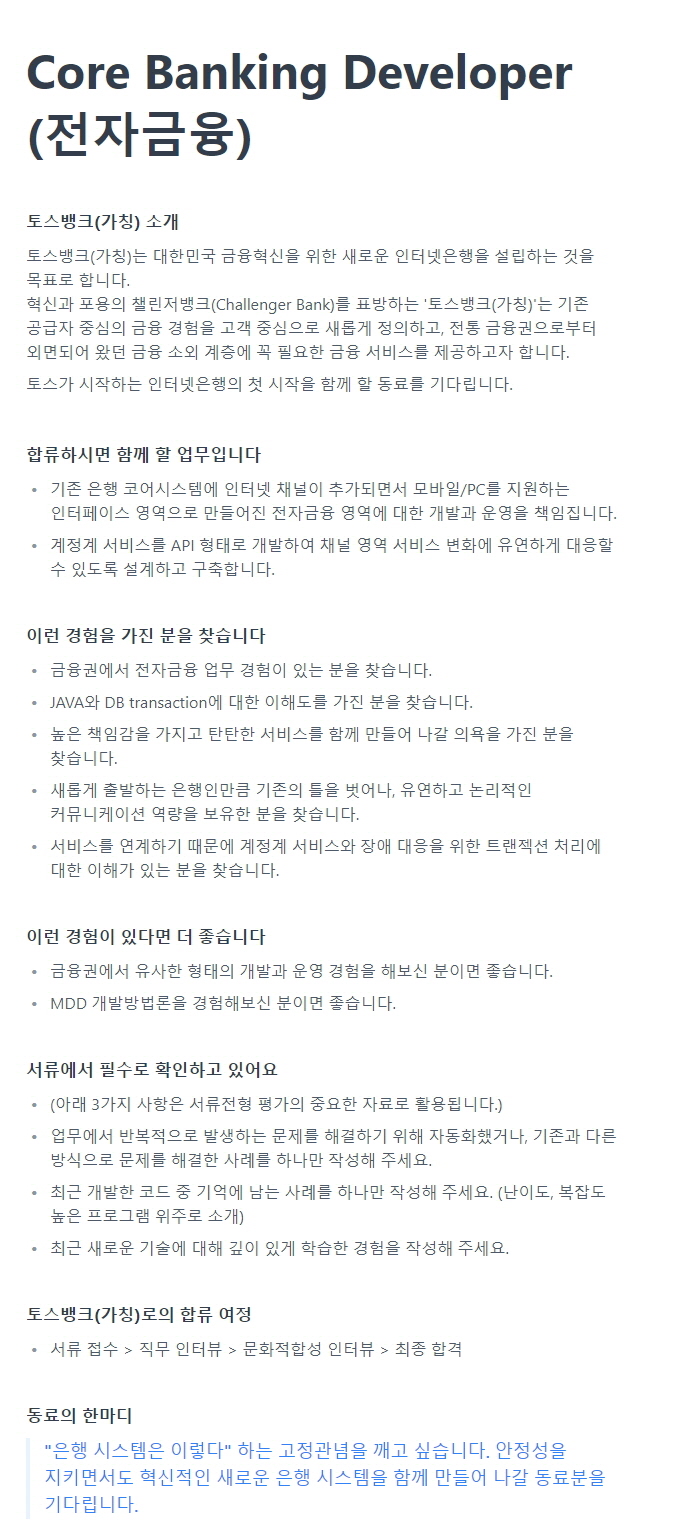 Core Banking Developer
(전자금융)
토스뱅크(가칭) 소개
토스뱅크(가칭)는 대한민국 금융혁신을 위한 새로운 인터넷은행을 설립하는 것을
목표로 합니다.
혁신과 포용의 챌린저뱅크(Challenger Bank)를 표방하는 '토스뱅크(가칭)'는 기존
공급자 중심의 금융 경험을 고객 중심으로 새롭게 정의하고, 전통 금융권으로부터
외면되어 왔던 금융 소외 계층에 꼭 필요한 금융 서비스를 제공하고자 합니다.
토스가 시작하는 인터넷은행의 첫 시작을 함께 할 동료를 기다립니다.
합류하시면 함께 할 업무입니다
• 기존 은행 코어시스템에 인터넷 채널이 추가되면서 모바일/PC를 지원하는
인터페이스 영역으로 만들어진 전자금융 영역에 대한 개발과 운영을 책임집니다.
• 계정계 서비스를 API 형태로 개발하여 채널 영역 서비스 변화에 유연하게 대응할
수 있도록 설계하고 구축합니다.
이런 경험을 가진 분을 찾습니다
• 금융권에서 전자금융 업무 경험이 있는 분을 찾습니다.
• JAVA와 DB transaction에 대한 이해도를 가진 분을 찾습니다.
• 높은 책임감을 가지고 탄탄한 서비스를 함께 만들어 나갈 의욕을 가진 분을
찾습니다.
• 새롭게 출발하는 은행인만큼 기존의 틀을 벗어나, 유연하고 논리적인
커뮤니케이션 역량을 보유한 분을 찾습니다.
• 서비스를 연계하기 때문에 계정계 서비스와 장애 대응을 위한 트랜젝션 처리에
대한 이해가 있는 분을 찾습니다.
이런 경험이 있다면 더 좋습니다
• 금융권에서 유사한 형태의 개발과 운영 경험을 해보신 분이면 좋습니다.
• MDD 개발방법론을 경험해보신 분이면 좋습니다.
서류에서 필수로 확인하고 있어요
• (아래 3가지 사항은 서류전형 평가의 중요한 자료로 활용됩니다.)
• 업무에서 반복적으로 발생하는 문제를 해결하기 위해 자동화했거나, 기존과 다른
방식으로 문제를 해결한 사례를 하나만 작성해 주세요.
• 최근 개발한 코드 중 기억에 남는 사례를 하나만 작성해 주세요. (난이도, 복잡도
높은 프로그램 위주로 소개)
• 최근 새로운 기술에 대해 깊이 있게 학습한 경험을 작성해 주세요.
토스뱅크(가칭)로의 합류 여정
• 서류 접수 > 직무 인터뷰 > 문화적합성 인터뷰 > 최종 합격
동료의 한마디
"은행 시스템은 이렇다" 하는 고정관념을 깨고 싶습니다. 안정성을
지키면서도 혁신적인 새로운 은행 시스템을 함께 만들어 나갈 동료분을
기다립니다.